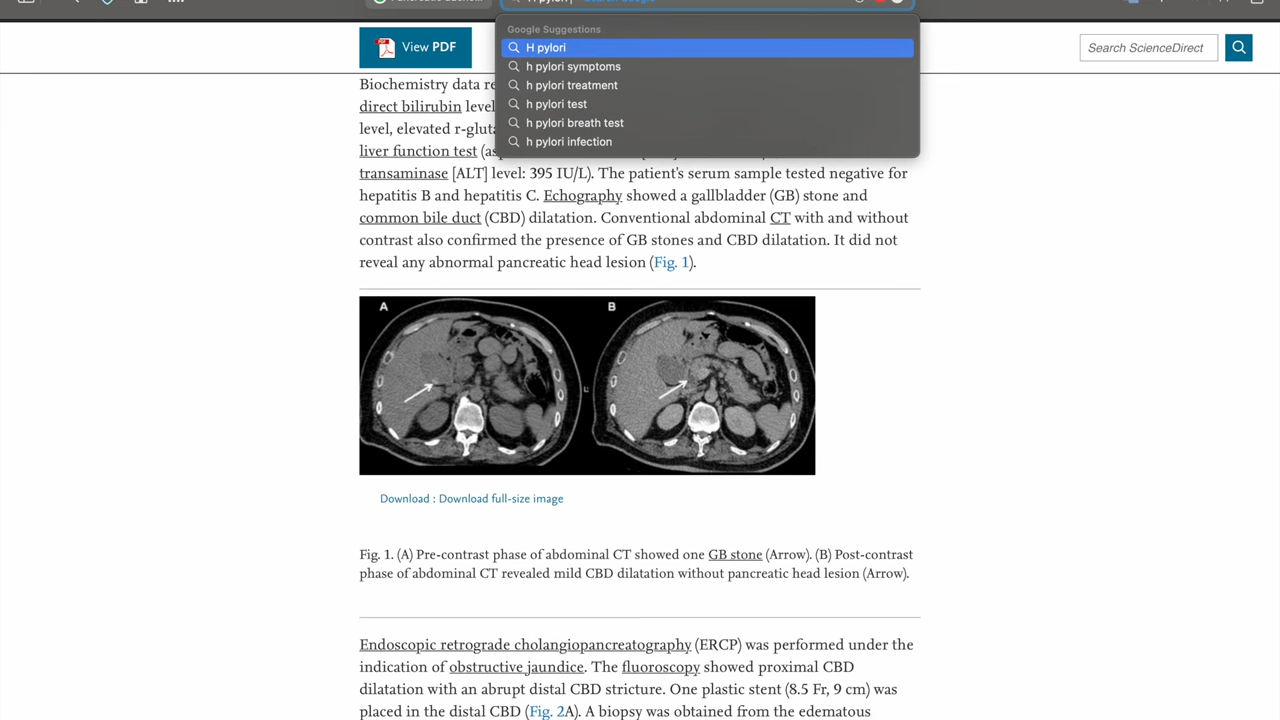 H pylori
Google Suggestions
H pylori
h pylori symptoms
h pylori treatment
h pylori test
h pylori breath test
h pylori infection
View PDF
Search ScienceDirect
Biochemistry data
direct bilirubin
level, elevated
liver function test
transaminase [ALT] level: 395 IU/L). The patient's serum sample tested negative for
hepatitis B and hepatitis C. Echography showed a gallbladder (GB) stone and
common bile duct (CBD) dilatation. Conventional abdominal CT with and without
contrast also confirmed the presence of GB stones and CBD dilatation. It did not
reveal any abnormal pancreatic head lesion (Fig. 1).
A
B
Download : Download full-size image
Fig. 1. (A) Pre-contrast phase of abdominal CT showed one GB stone (Arrow). (B) Post-contrast
phase of abdominal CT revealed mild CBD dilatation without pancreatic head lesion (Arrow).
Endoscopic retrograde cholangiopancreatography (ERCP) was performed under the
indication of obstructive jaundice. The fluoroscopy showed proximal CBD
dilatation with an abrupt distal CBD stricture. One plastic stent (8.5 Fr, 9 cm) was
placed in the distal CBD (Fig. 2A). A biopsy was obtained from the edematous